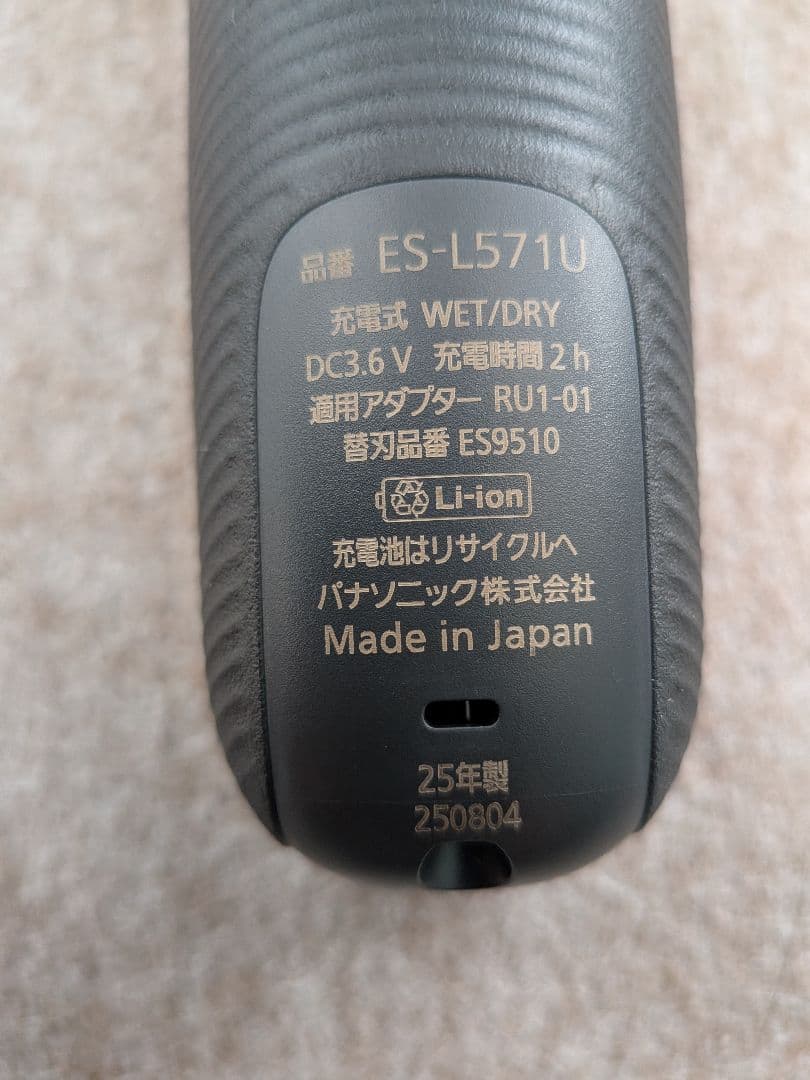 品番 ES-L571U
充電式 WET/DRY
DC3.6 V 充電時間 2 h
適用アダプター RU1-01
替刃品番 ES9510
Li-ion
充電池はリサイクルへ
パナソニック株式会社
Made in Japan
25年製
250804